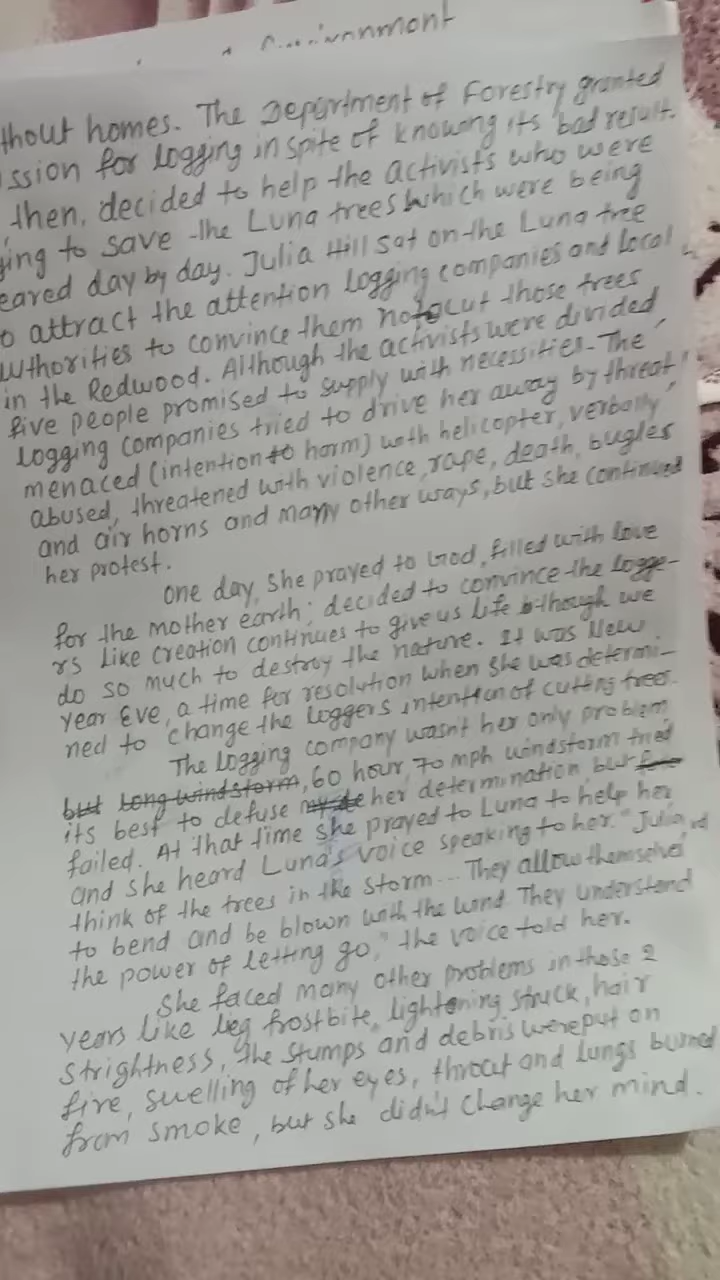 thout homes. The Department of Forestry granted
ssion for logging inspite of knowing its bad result.
then, decided to help the activists who were
ying to save the Luna trees which were being
eared day by day. Julia Hill sat on the Luna tree
o attract the attention logging companies and local
uthorities to convince them not to cut those trees
in the Redwood. Although the activists were divided,
five people promised to supply with necessities. The
logging companies tried to drive her away by threat,
menaced (intention to harm) with helicopter, verbally
abused, threatened with violence, rape, death, bugles
and air horns and many other ways, but she continued
her protest.
One day, she prayed to God, filled with love
for the mother earth; decided to convince the logge-
rs like creation continues to give us life though we
do so much to destroy the nature. It was New
year Eve, a time for resolution when she was determi-
ned to change the loggers intention of cutting trees.
The logging company wasn't her only problem
but long windstorm, 60 hour, 70 mph windstorm tried
its best to defuse her determination but
failed. At that time she prayed to Luna to help her
and she heard Luna's voice speaking to her. "Julia,
think of the trees in the storm... They allow themselves
to bend and be blown with the wind. They understand
the power of letting go," the voice told her.
She faced many other problems in those 2
years like leg frostbite, lightening struck, hair
strightness, the stumps and debris were put on
fire, swelling of her eyes, throat and lungs burned
from smoke, but she didn't change her mind.